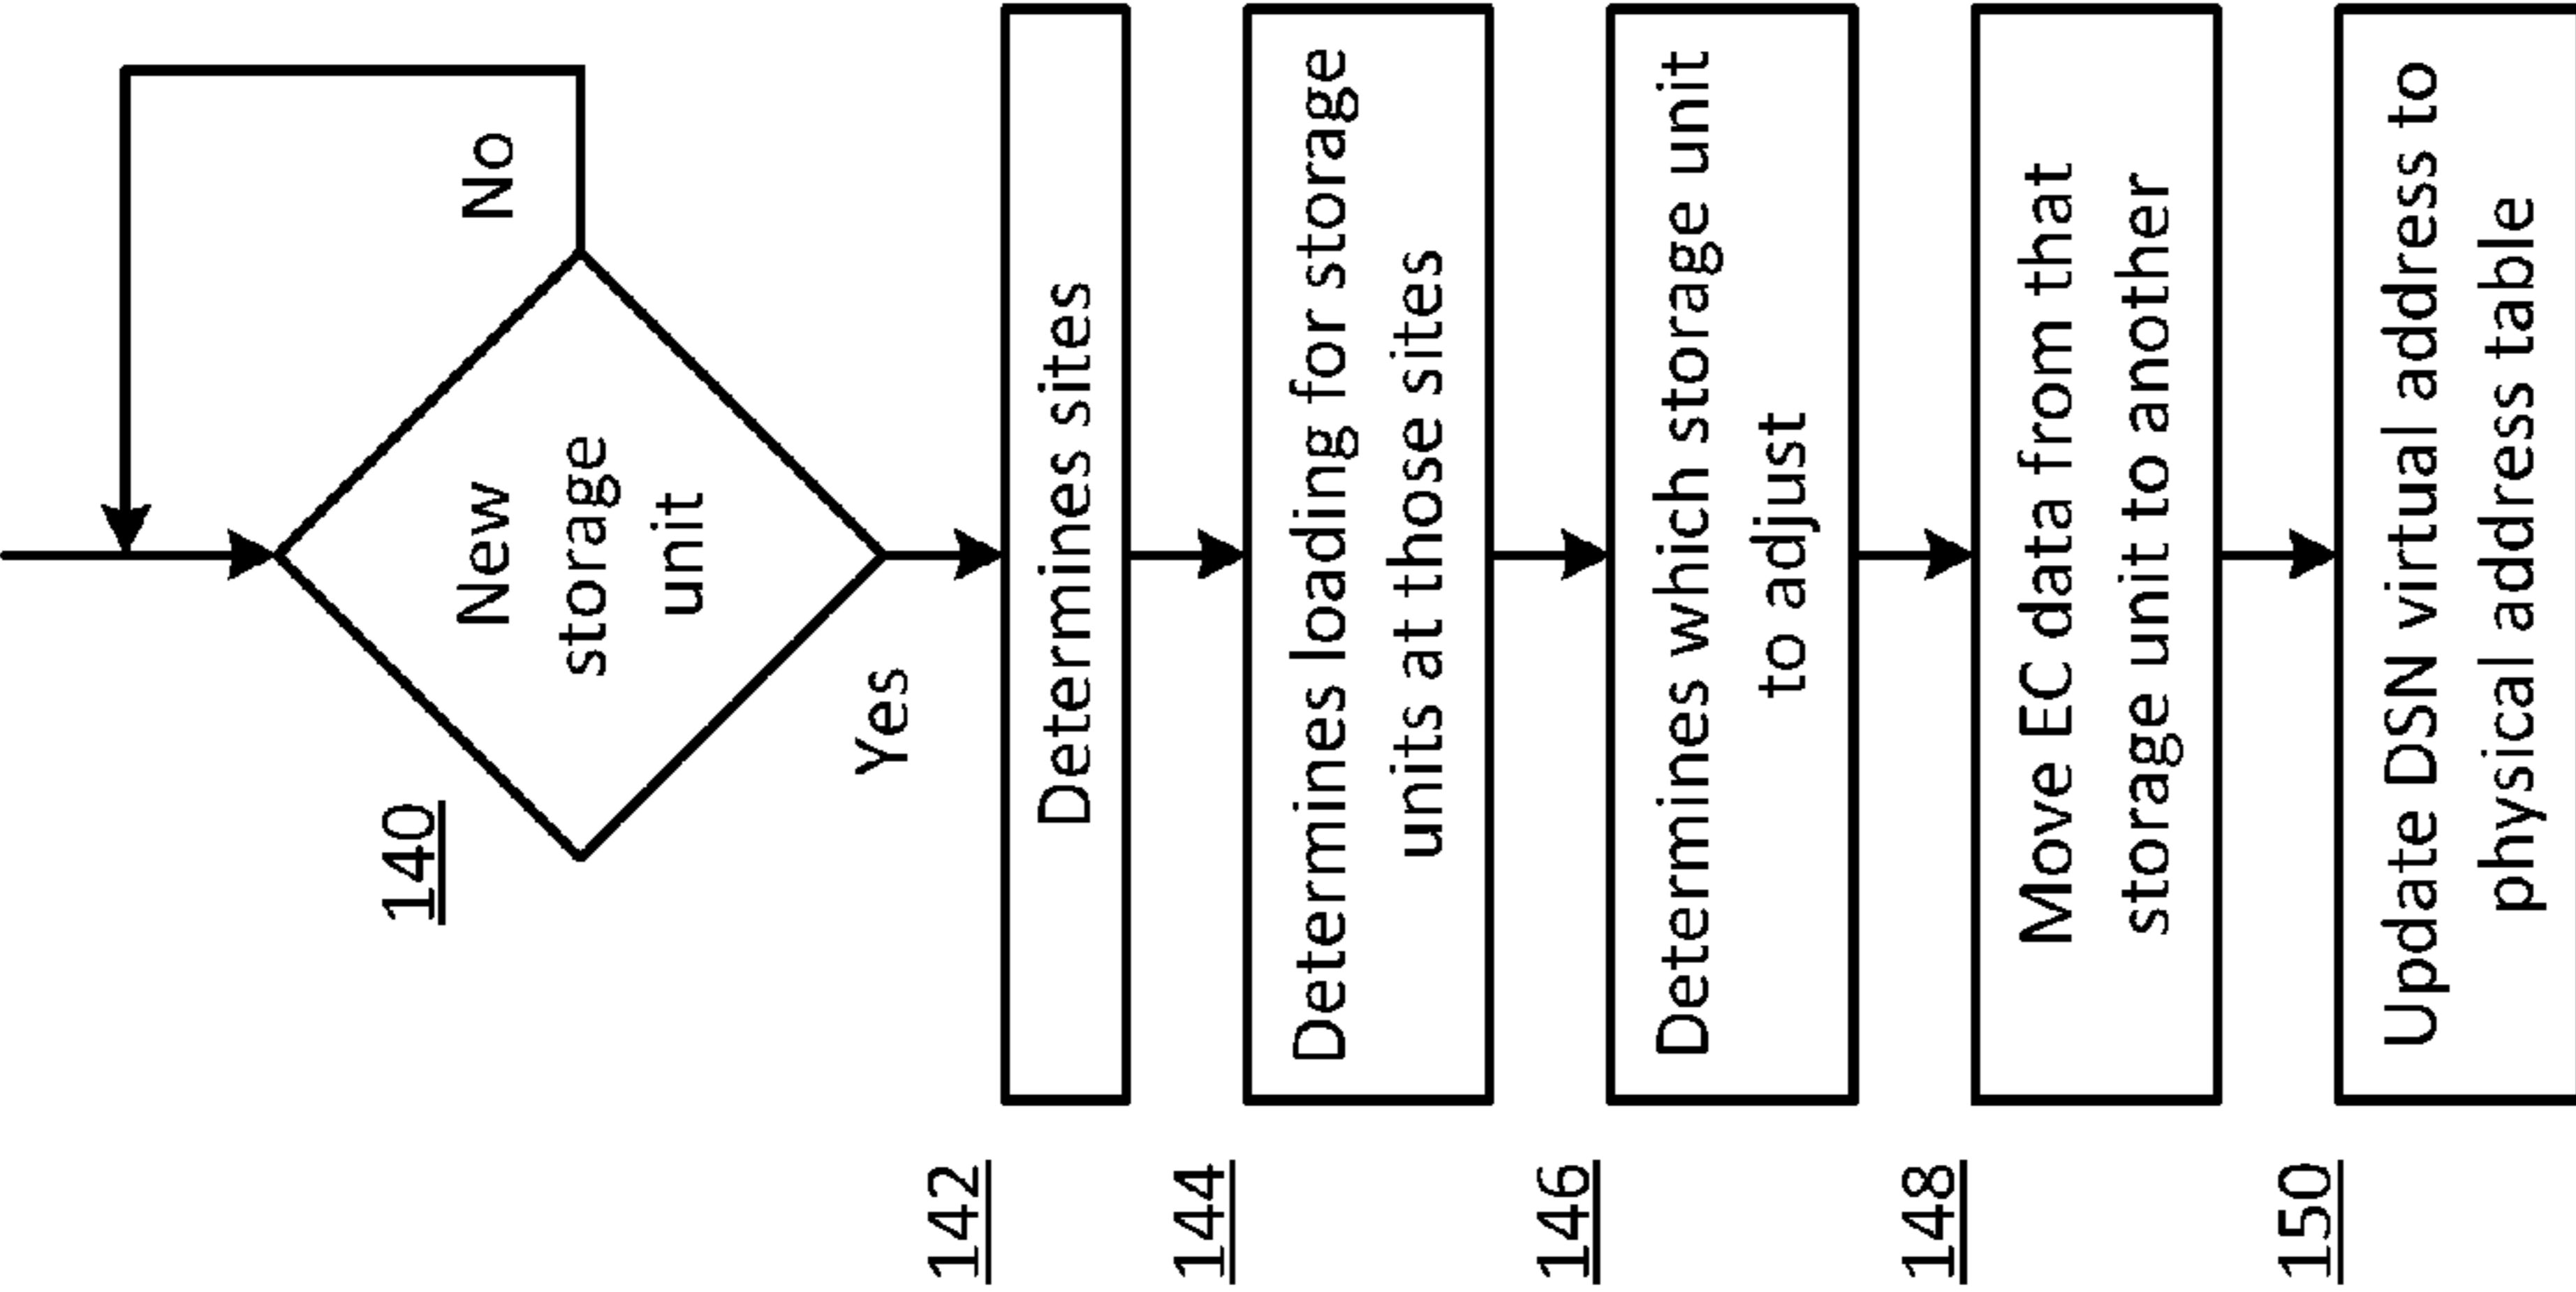 140
New
storage
unit
No
Yes
142
Determines sites
144
Determines loading for storage
units at those sites
146
Determines which storage unit
to adjust
148
Move EC data from that
storage unit to another
150
Update DSN virtual address to
physical address table